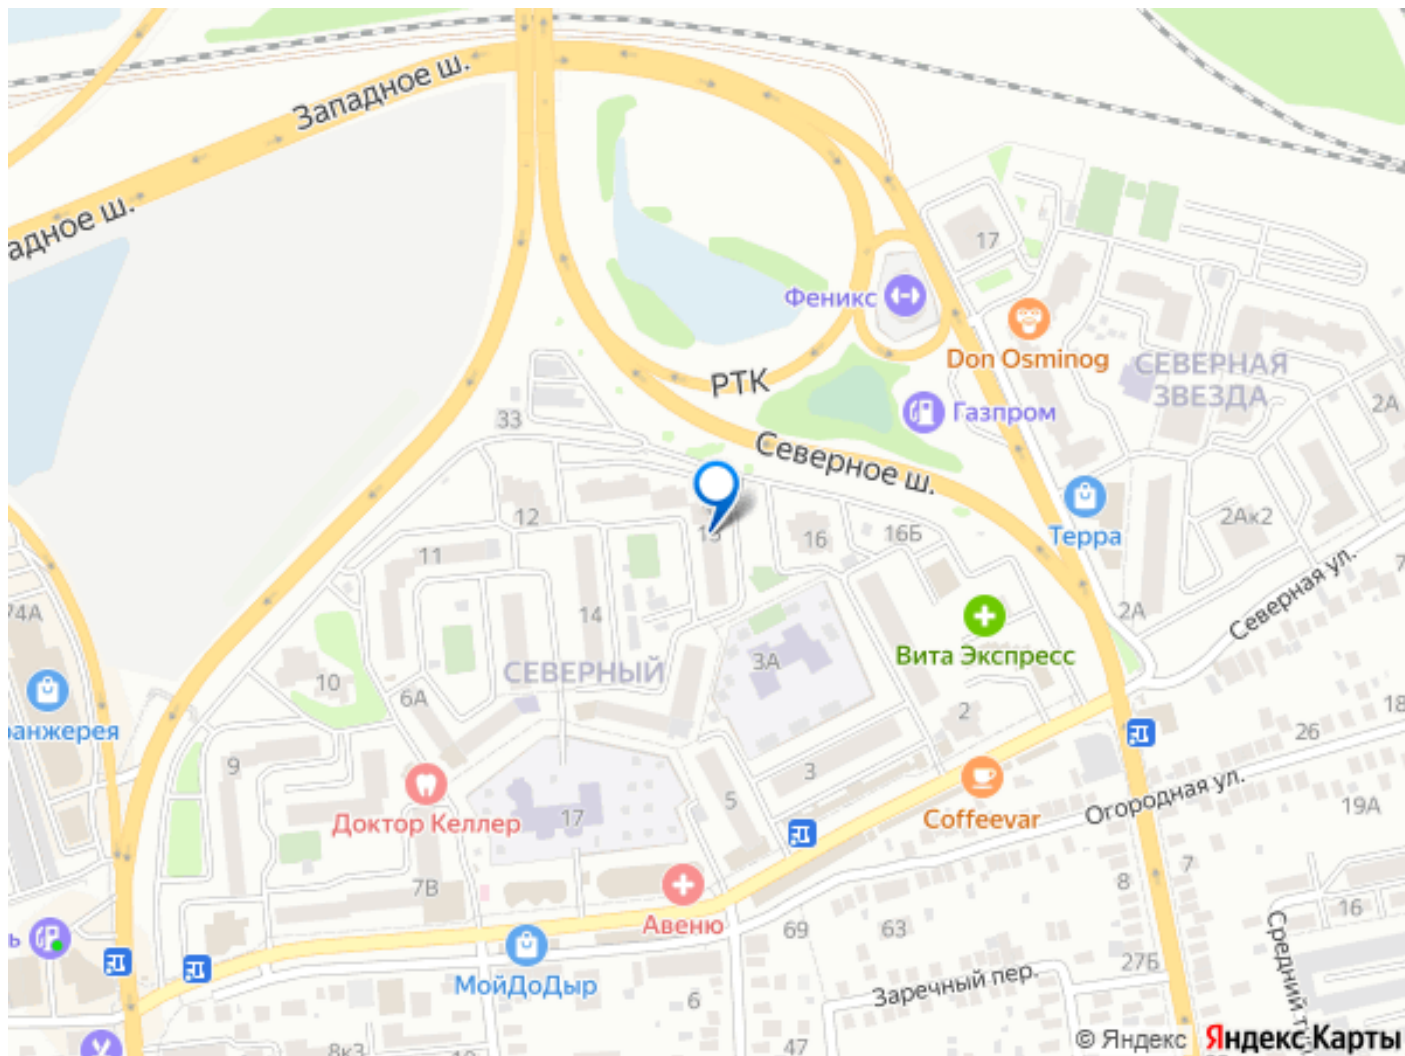 Западное ш.
адное ш.
17
Феникс
Don Osminog
РТК
СЕВЕРНАЯ
ЗВЕЗДА
Газпром
2А
33
Северное ш.
12
Терра
2Ак2
11
16
16Б
14
Северная ул.
74А
2А
Вита Экспресс
СЕВЕРНЫЙ
3А
10
6А
2
18
анжерея
26
9
3
5
Огородная ул.
19А
Доктор Келлер
17
Coffeevar
7В
7
8
Авеню
16
69
63
Средний
ь
МойДоДыр
27Б
Заречный пер.
6
8к3
10
47
© Яндекс
Яндекс Карты